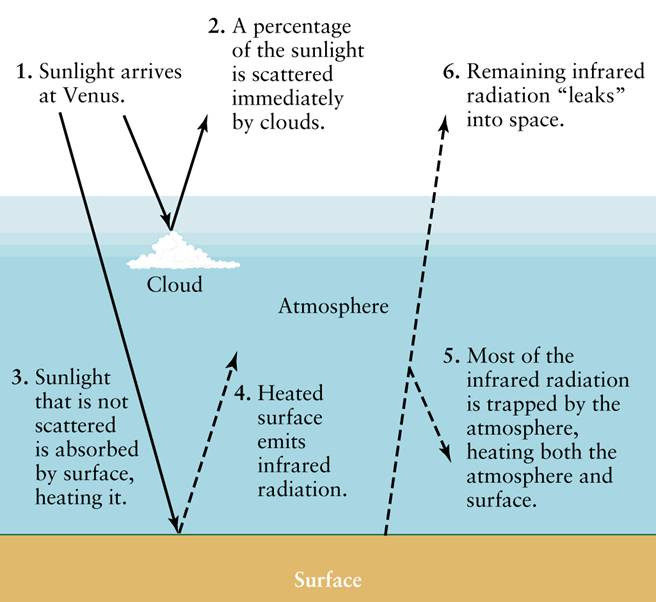 1. Sunlight arrives
at Venus.
2. A percentage
of the sunlight
is scattered
immediately
by clouds.
6. Remaining infrared
radiation “leaks”
into space.
Cloud
Atmosphere
3. Sunlight
that is not
scattered
is absorbed
by surface,
heating it.
4. Heated
surface
emits
infrared
radiation.
5. Most of the
infrared radiation
is trapped by the
atmosphere,
heating both the
atmosphere and
surface.
Surface